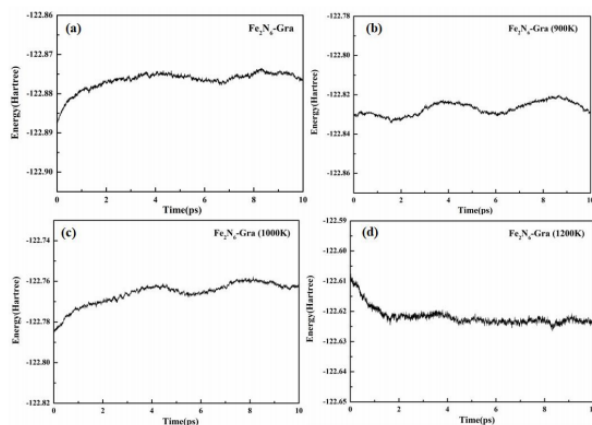 (a)
Fe₂N₆-Gra
Energy(Hartree)
-122.86
-122.87
-122.88
-122.89
-122.90
0 2 4 6 8 10
Time(ps)
(b)
Fe₂N₆-Gra (900K)
Energy(Hartree)
-122.78
-122.80
-122.82
-122.84
-122.86
0 2 4 6 8 10
Time(ps)
(c)
Fe₂N₆-Gra (1000K)
Energy(Hartree)
-122.74
-122.76
-122.78
-122.80
-122.82
0 2 4 6 8 10
Time(ps)
(d)
Fe₂N₆-Gra (1200K)
Energy(Hartree)
-122.59
-122.60
-122.61
-122.62
-122.63
-122.64
-122.65
0 2 4 6 8 10
Time(ps)